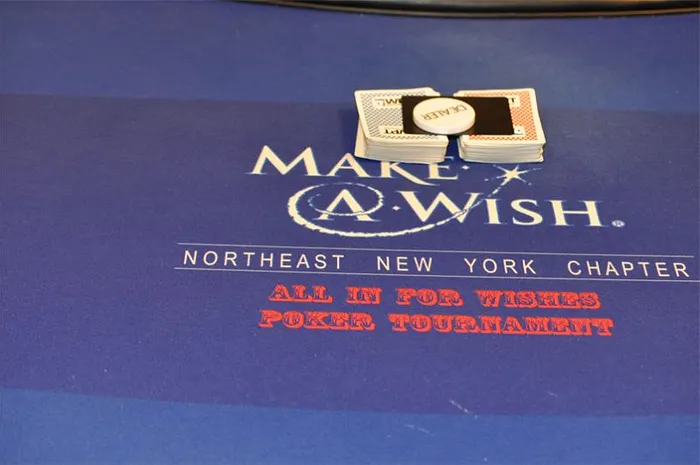 DEALER
MAKE·
A·WISH®
NORTHEAST NEW YORK CHAPTER
ALL IN FOR WISHES
POKER TOURNAMENT